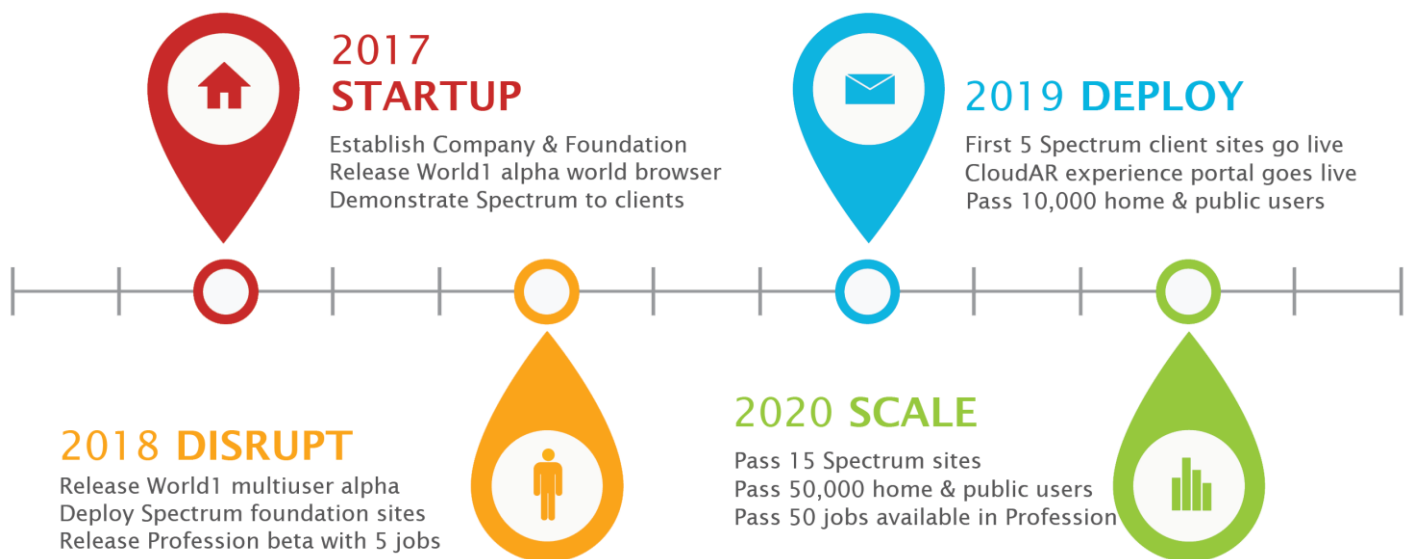 2017
STARTUP
Establish Company & Foundation
Release World1 alpha world browser
Demonstrate Spectrum to clients
2019 DEPLOY
First 5 Spectrum client sites go live
CloudAR experience portal goes live
Pass 10,000 home & public users
2018 DISRUPT
Release World1 multiuser alpha
Deploy Spectrum foundation sites
Release Profession beta with 5 jobs
2020 SCALE
Pass 15 Spectrum sites
Pass 50,000 home & public users
Pass 50 jobs available in Profession